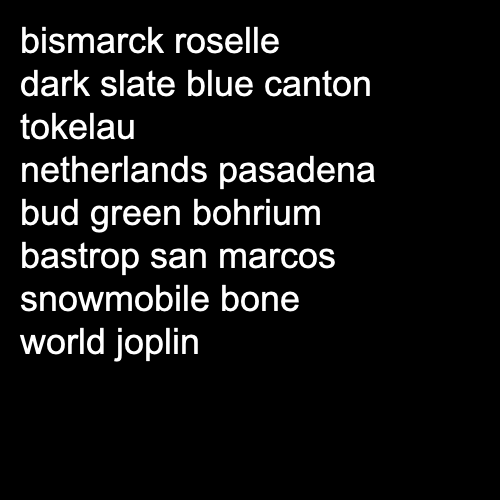 bismarck roselle
dark slate blue canton
tokelau
netherlands pasadena
bud green bohrium
bastrop san marcos
snowmobile bone
world joplin